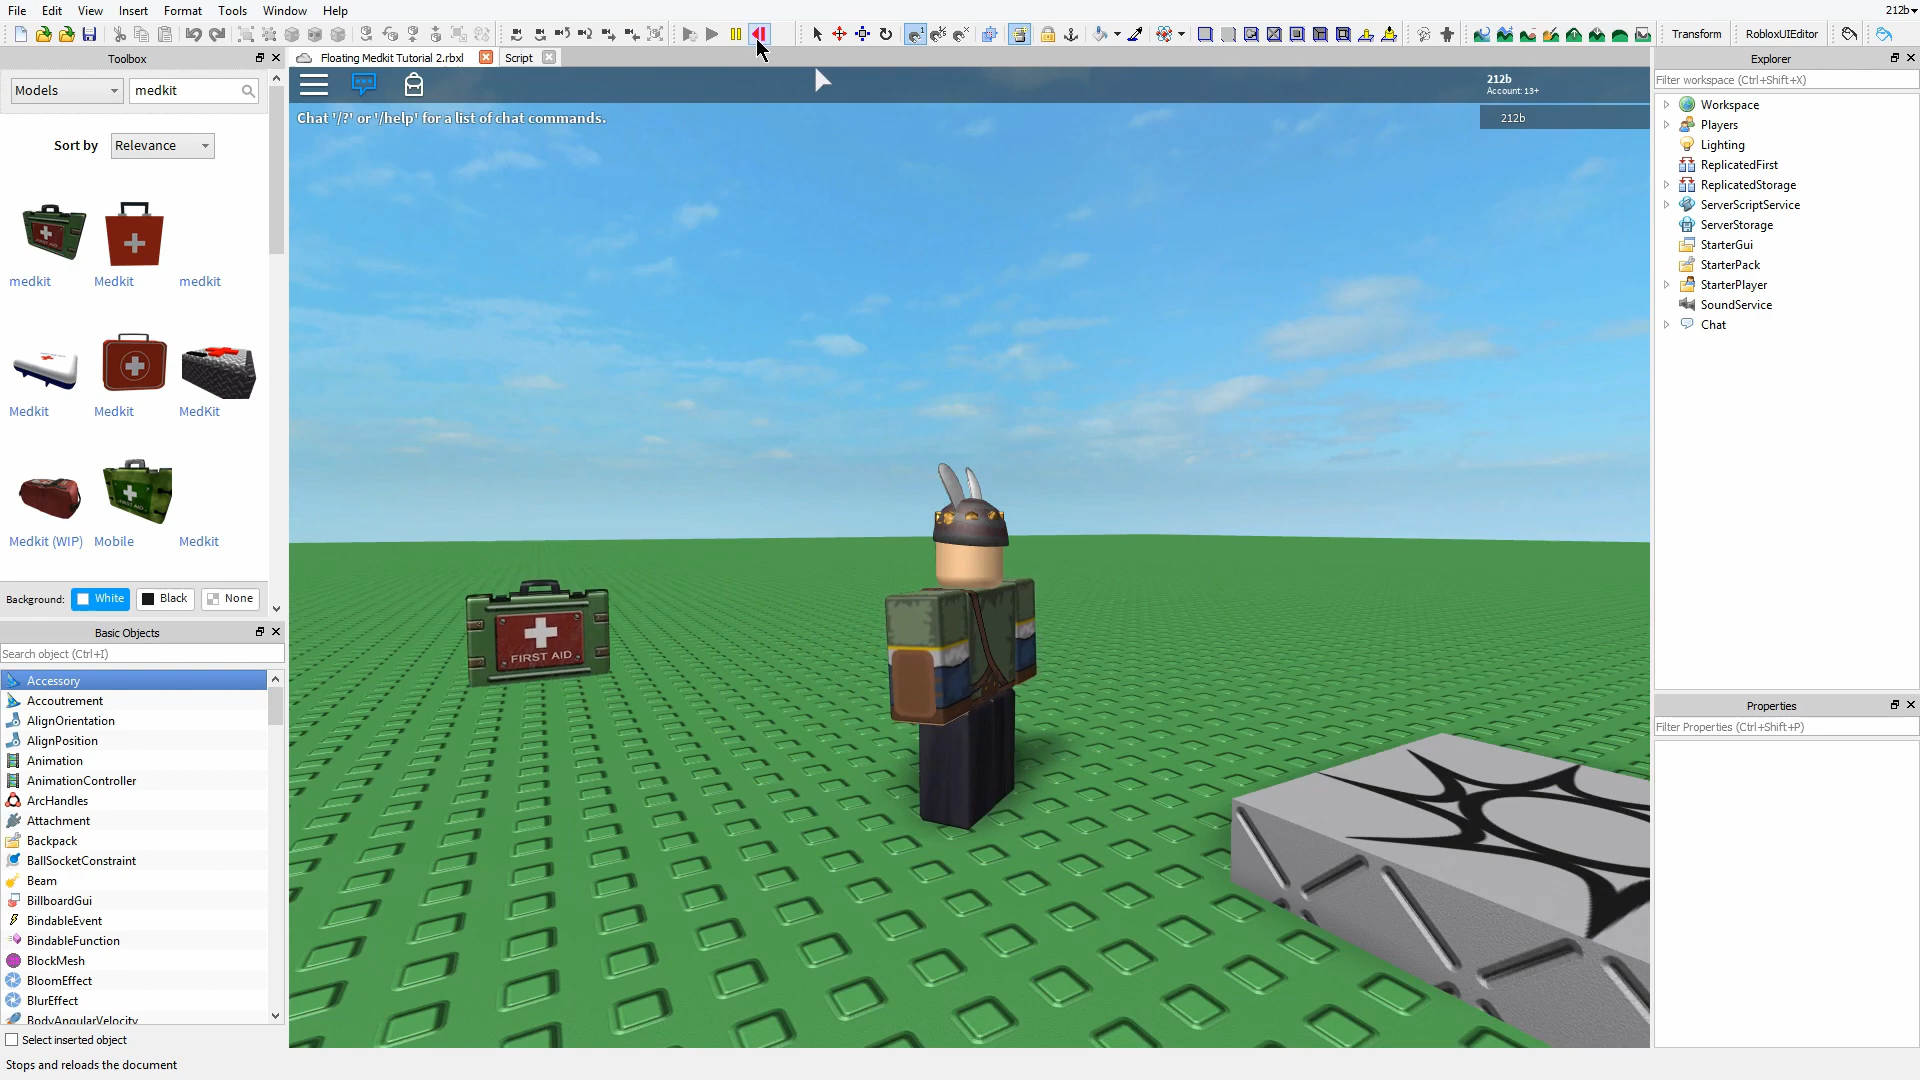 File Edit View Insert Format Tools Window Help
212b
Transform
RobloxUIEditor
Toolbox
Floating Medkit Tutorial 2.rbxl
Script
Explorer
Models
medkit
212b
Account: 13+
Filter workspace (Ctrl+Shift+X)
Chat '/?' or '/help' for a list of chat commands.
212b
Sort by Relevance
medkit Medkit medkit
Medkit Medkit MedKit
Medkit (WIP) Mobile Medkit
FIRST AID
FIRST AID
Background: White Black None
Basic Objects
Search object (Ctrl+I)
Accessory
Accoutrement
AlignOrientation
AlignPosition
Animation
AnimationController
ArcHandles
Attachment
Backpack
BallSocketConstraint
Beam
BillboardGui
BindableEvent
BindableFunction
BlockMesh
BloomEffect
BlurEffect
BodyAngularVelocity
Select inserted object
Stops and reloads the document
FIRST AID
Workspace
Players
Lighting
ReplicatedFirst
ReplicatedStorage
ServerScriptService
ServerStorage
StarterGui
StarterPack
StarterPlayer
SoundService
Chat
Properties
Filter Properties (Ctrl+Shift+P)